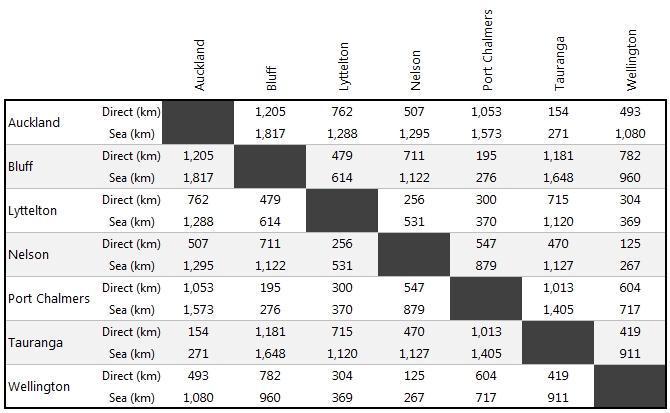 Auckland Bluff Lyttelton Nelson Port Chalmers Tauranga Wellington
Auckland
Direct (km) 1,205 762 507 1,053 154 493
Sea (km) 1,817 1,288 1,295 1,573 271 1,080
Bluff
Direct (km) 1,205 479 711 195 1,181 782
Sea (km) 1,817 614 1,122 276 1,648 960
Lyttelton
Direct (km) 762 479 256 300 715 304
Sea (km) 1,288 614 531 370 1,120 369
Nelson
Direct (km) 507 711 256 547 470 125
Sea (km) 1,295 1,122 531 879 1,127 267
Port Chalmers
Direct (km) 1,053 195 300 547 1,013 604
Sea (km) 1,573 276 370 879 1,405 717
Tauranga
Direct (km) 154 1,181 715 470 1,013 419
Sea (km) 271 1,648 1,120 1,127 1,405 911
Wellington
Direct (km) 493 782 304 125 604 419
Sea (km) 1,080 960 369 267 717 911